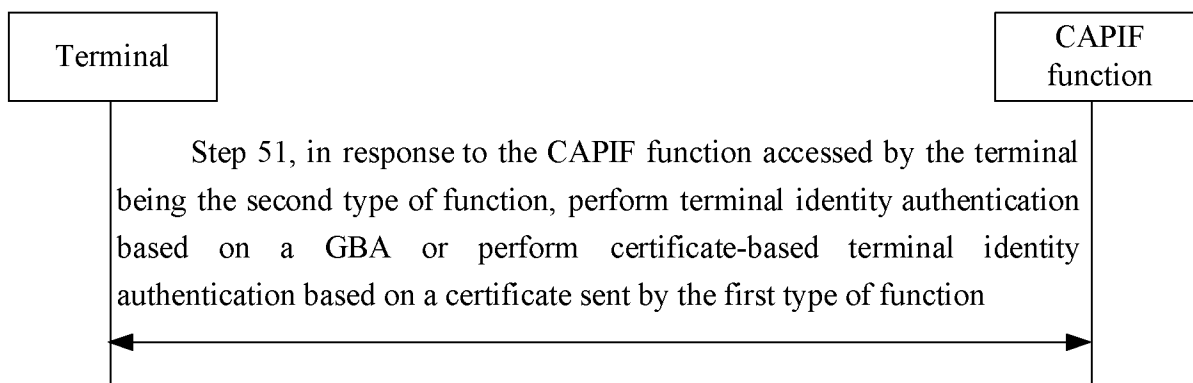 Terminal
CAPIF
function
Step 51, in response to the CAPIF function accessed by the terminal
being the second type of function, perform terminal identity authentication
based on a GBA or perform certificate-based terminal identity
authentication based on a certificate sent by the first type of function